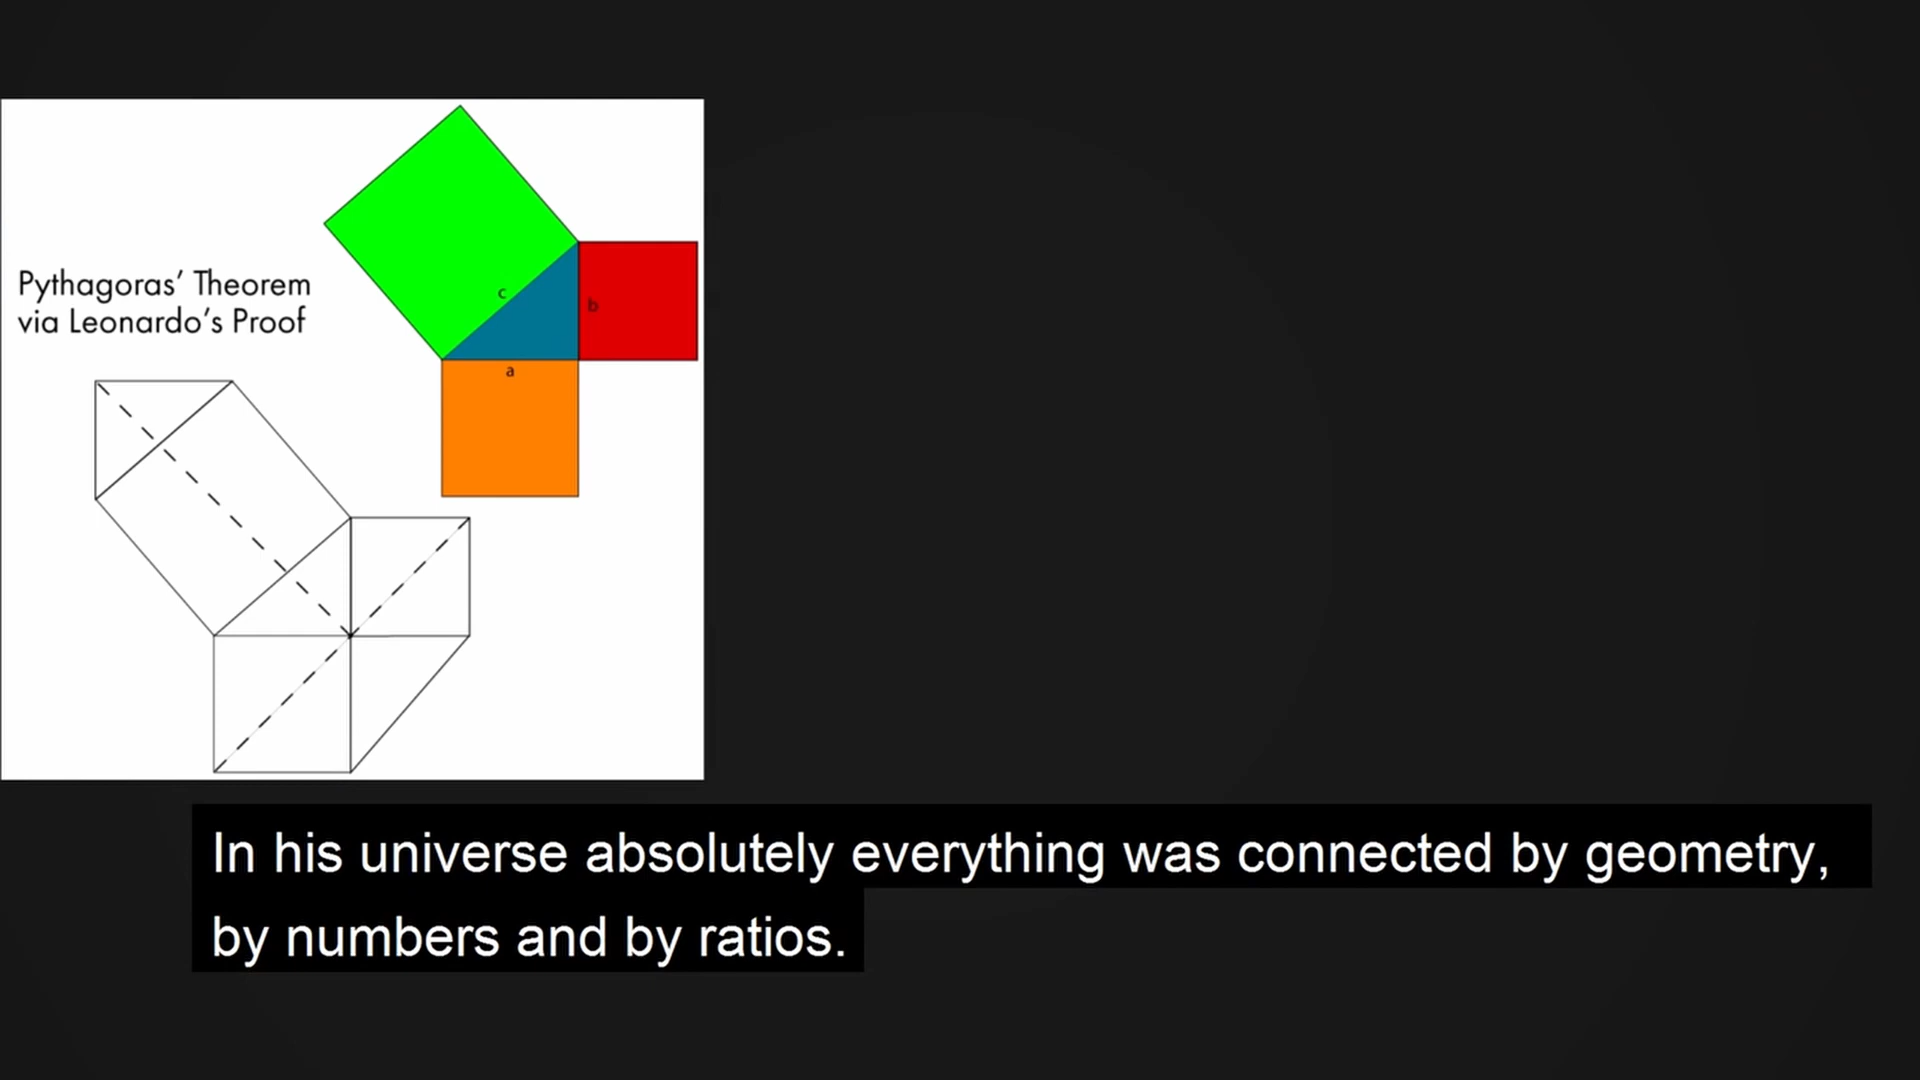 Pythagoras’ Theorem
via Leonardo’s Proof
c
b
a
In his universe absolutely everything was connected by geometry,
by numbers and by ratios.